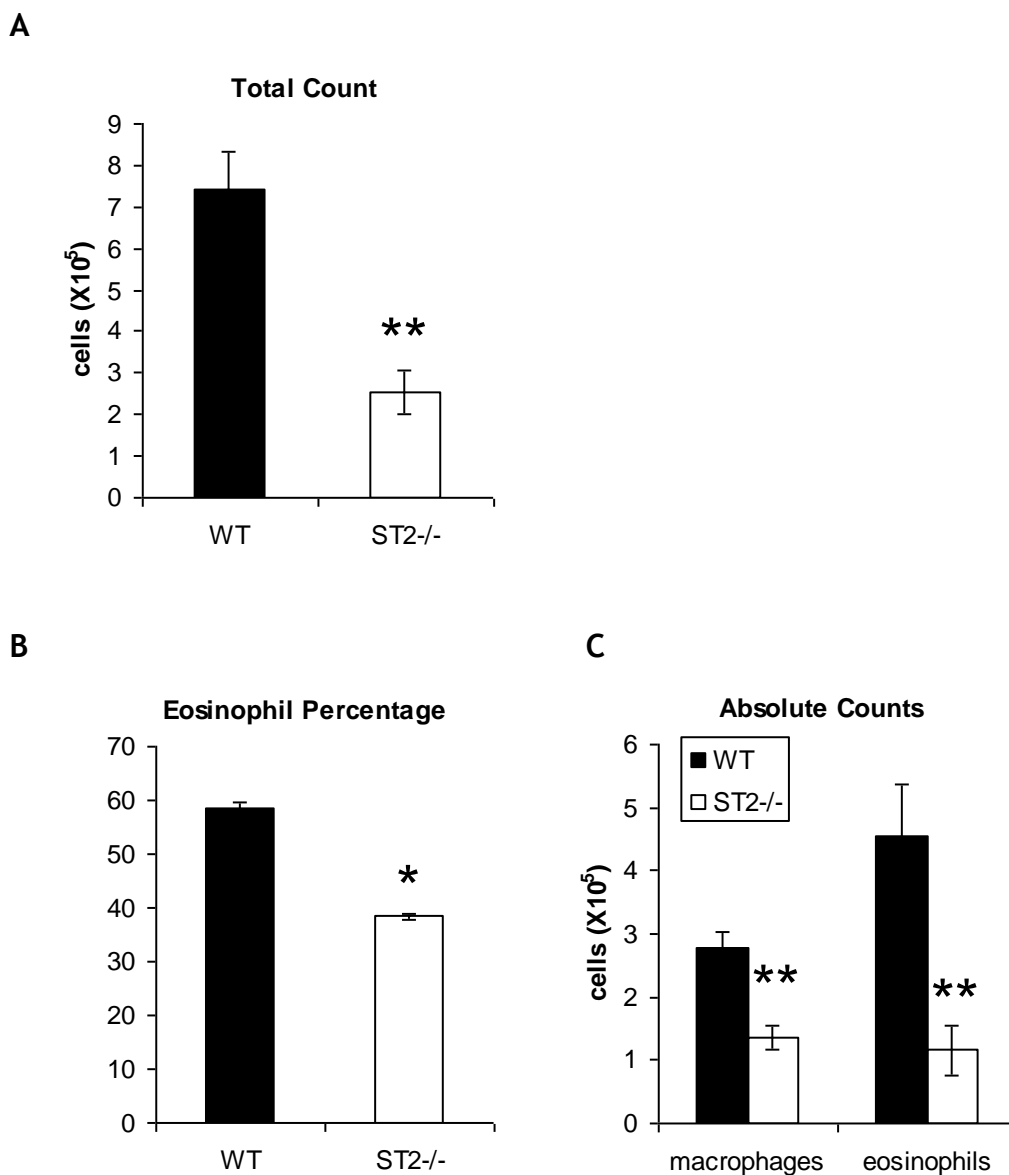 A
Total Count
cells (X10⁵)
9
8
7
6
5
4
3
2
1
0
**
WT
ST2-/-
B
Eosinophil Percentage
70
60
50
40
30
20
10
0
*
WT
ST2-/-
C
Absolute Counts
cells (X10⁵)
6
5
4
3
2
1
0
WT
ST2-/-
**
**
macrophages
eosinophils